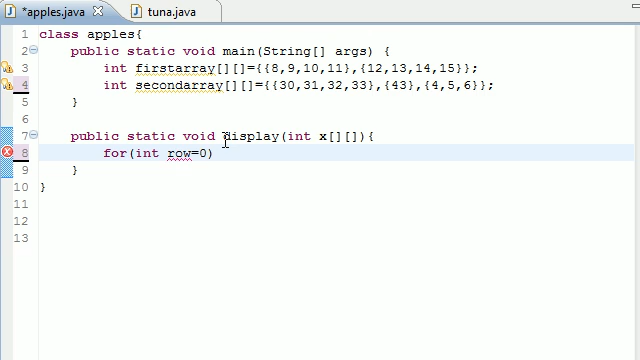 *apples.java tuna.java
1 class apples{
2 public static void main(String[] args) {
3 int firstarray[][]={{8,9,10,11},{12,13,14,15}};
4 int secondarray[][]={{30,31,32,33},{43},{4,5,6}};
5 }
6
7 public static void display(int x[][]){
8 for(int row=0)
9 }
10 }
11
12
13